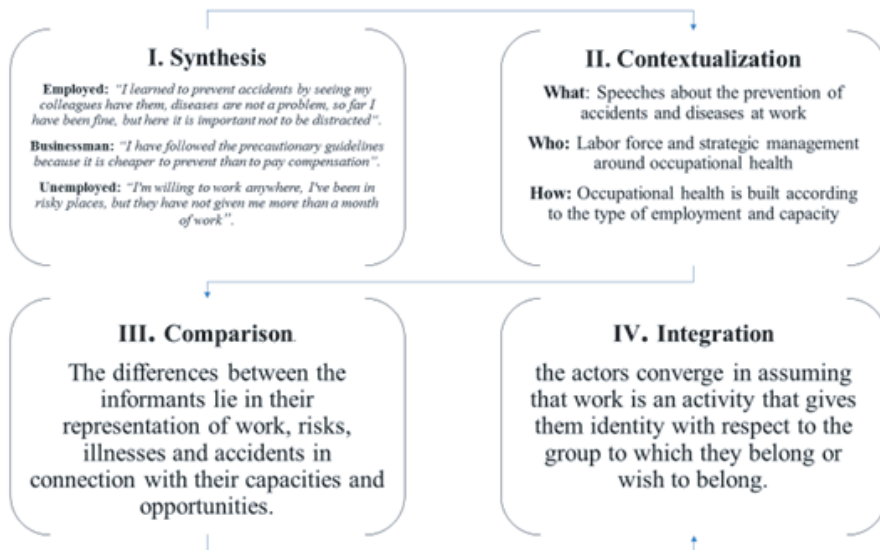 I. Synthesis
Employed: “I learned to prevent accidents by seeing my
colleagues have them, diseases are not a problem, so far I
have been fine, but here it is important not to be distracted”.
Businessman: “I have followed the precautionary guidelines
because it is cheaper to prevent than to pay compensation”.
Unemployed: “I'm willing to work anywhere, I've been in
risky places, but they have not given me more than a month
of work”.
II. Contextualization
What: Speeches about the prevention of
accidents and diseases at work
Who: Labor force and strategic management
around occupational health
How: Occupational health is built according
to the type of employment and capacity
III. Comparison.
The differences between the
informants lie in their
representation of work, risks,
illnesses and accidents in
connection with their capacities and
opportunities.
IV. Integration
the actors converge in assuming
that work is an activity that gives
them identity with respect to the
group to which they belong or
wish to belong.